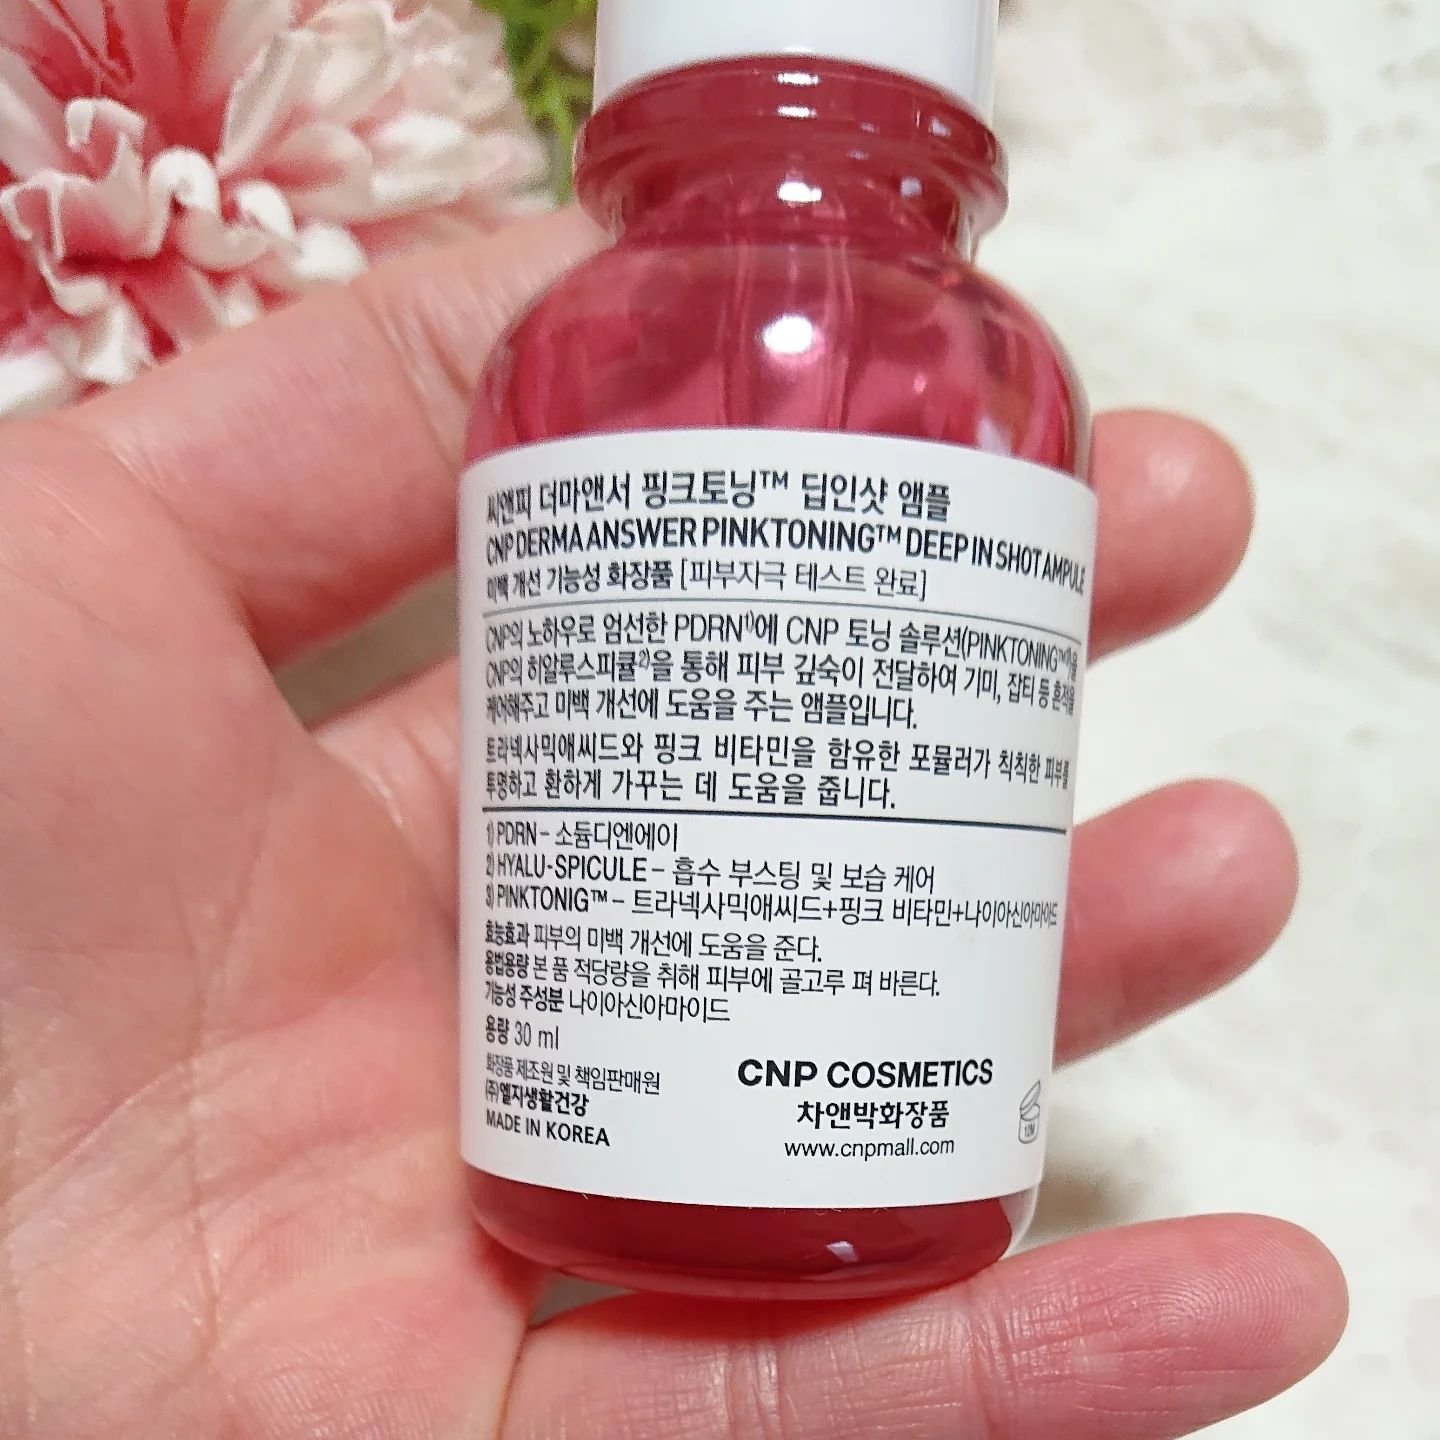 씨앤피 더마앤서 핑크토닝™ 딥인샷 앰플
CNP DERMA ANSWER PINKTONING™ DEEP IN SHOT AMPULE
미백 개선 기능성 화장품 [피부자극 테스트 완료]
CNP의 노하우로 엄선한 PDRN¹⁾에 CNP 토닝 솔루션(PINKTONING™)³⁾을
CNP의 히알루스피큘²⁾을 통해 피부 깊숙이 전달하여 기미, 잡티 등 흔적을
케어해주고 미백 개선에 도움을 주는 앰플입니다.
트라넥사믹애씨드와 핑크 비타민을 함유한 포뮬러가 칙칙한 피부를
투명하고 환하게 가꾸는 데 도움을 줍니다.
1) PDRN – 소듐디엔에이
2) HYALU-SPICULE – 흡수 부스팅 및 보습 케어
3) PINKTONIG™ – 트라넥사믹애씨드+핑크 비타민+나이아신아마이드
효능효과 피부의 미백 개선에 도움을 준다.
용법용량 본 품 적당량을 취해 피부에 골고루 펴 바른다.
기능성 주성분 나이아신아마이드
용량 30 ml
화장품 제조원 및 책임판매원
(주)엘지생활건강
MADE IN KOREA
CNP COSMETICS
차앤박화장품
www.cnpmall.com
12M